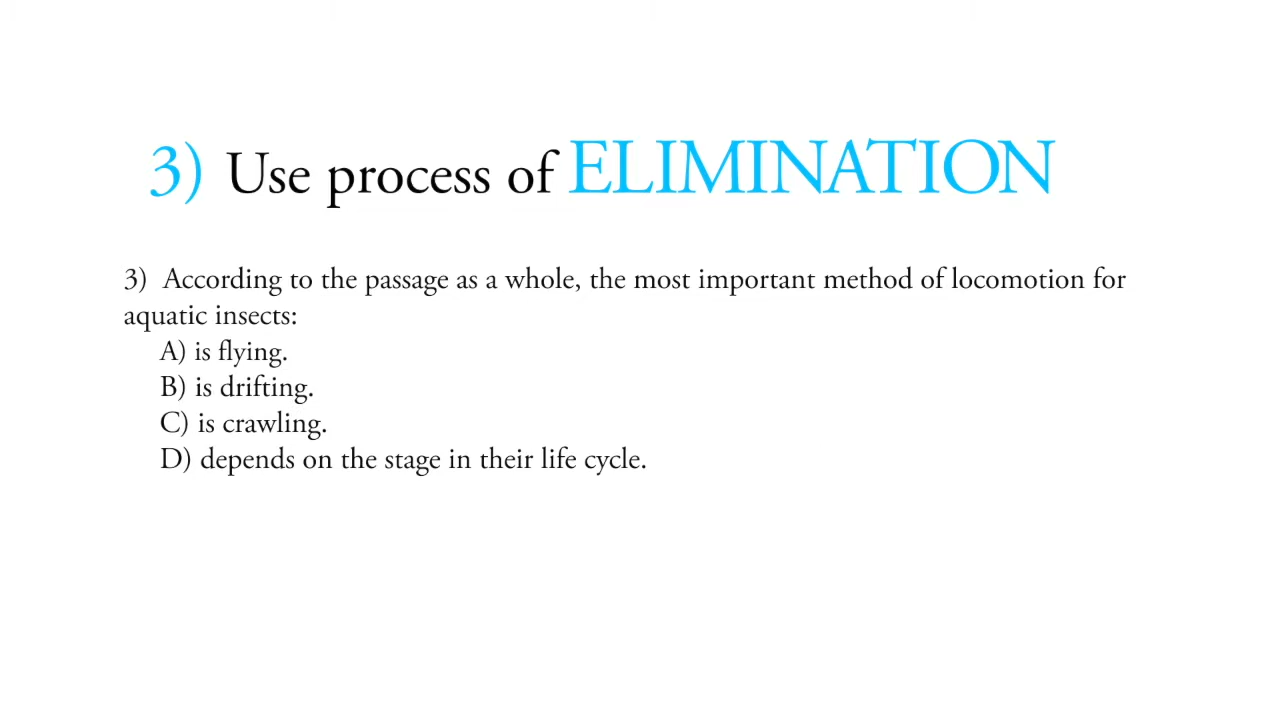 3) Use process of ELIMINATION
3) According to the passage as a whole, the most important method of locomotion for
aquatic insects:
A) is flying.
B) is drifting.
C) is crawling.
D) depends on the stage in their life cycle.